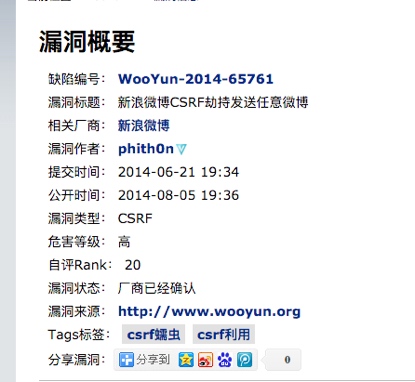 漏洞概要
缺陷编号: WooYun-2014-65761
漏洞标题: 新浪微博CSRF劫持发送任意微博
相关厂商: 新浪微博
漏洞作者: phith0n
提交时间: 2014-06-21 19:34
公开时间: 2014-08-05 19:36
漏洞类型: CSRF
危害等级: 高
自评Rank: 20
漏洞状态: 厂商已经确认
漏洞来源: http://www.wooyun.org
Tags标签: csrf蠕虫 csrf利用
分享漏洞: 分享到 0